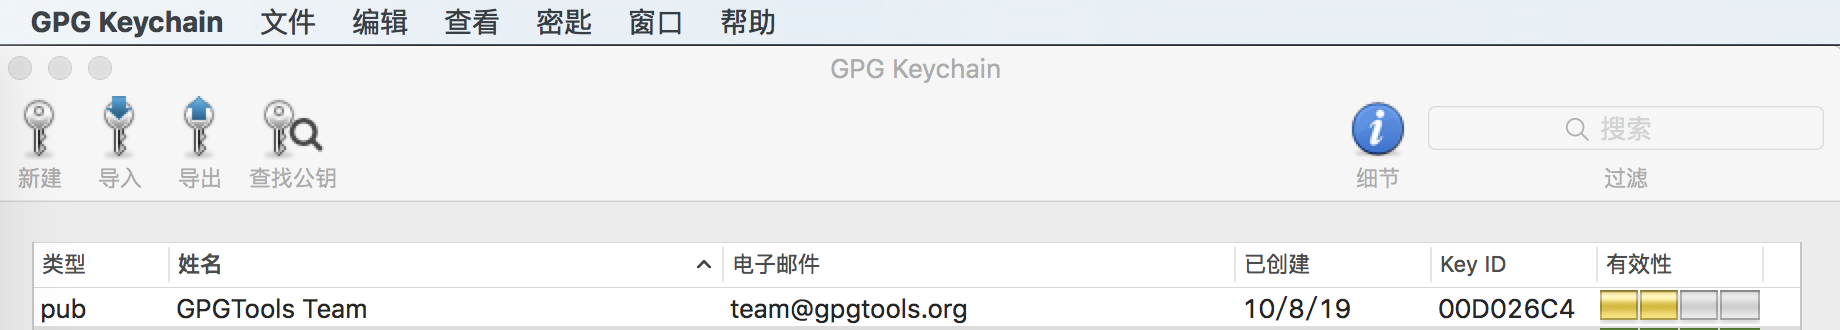 GPG Keychain 文件 编辑 查看 密匙 窗口 帮助
GPG Keychain
新建 导入 导出 查找公钥 细节 搜索 过滤
类型 姓名 电子邮件 已创建 Key ID 有效性
pub GPGTools Team team@gpgtools.org 10/8/19 00D026C4